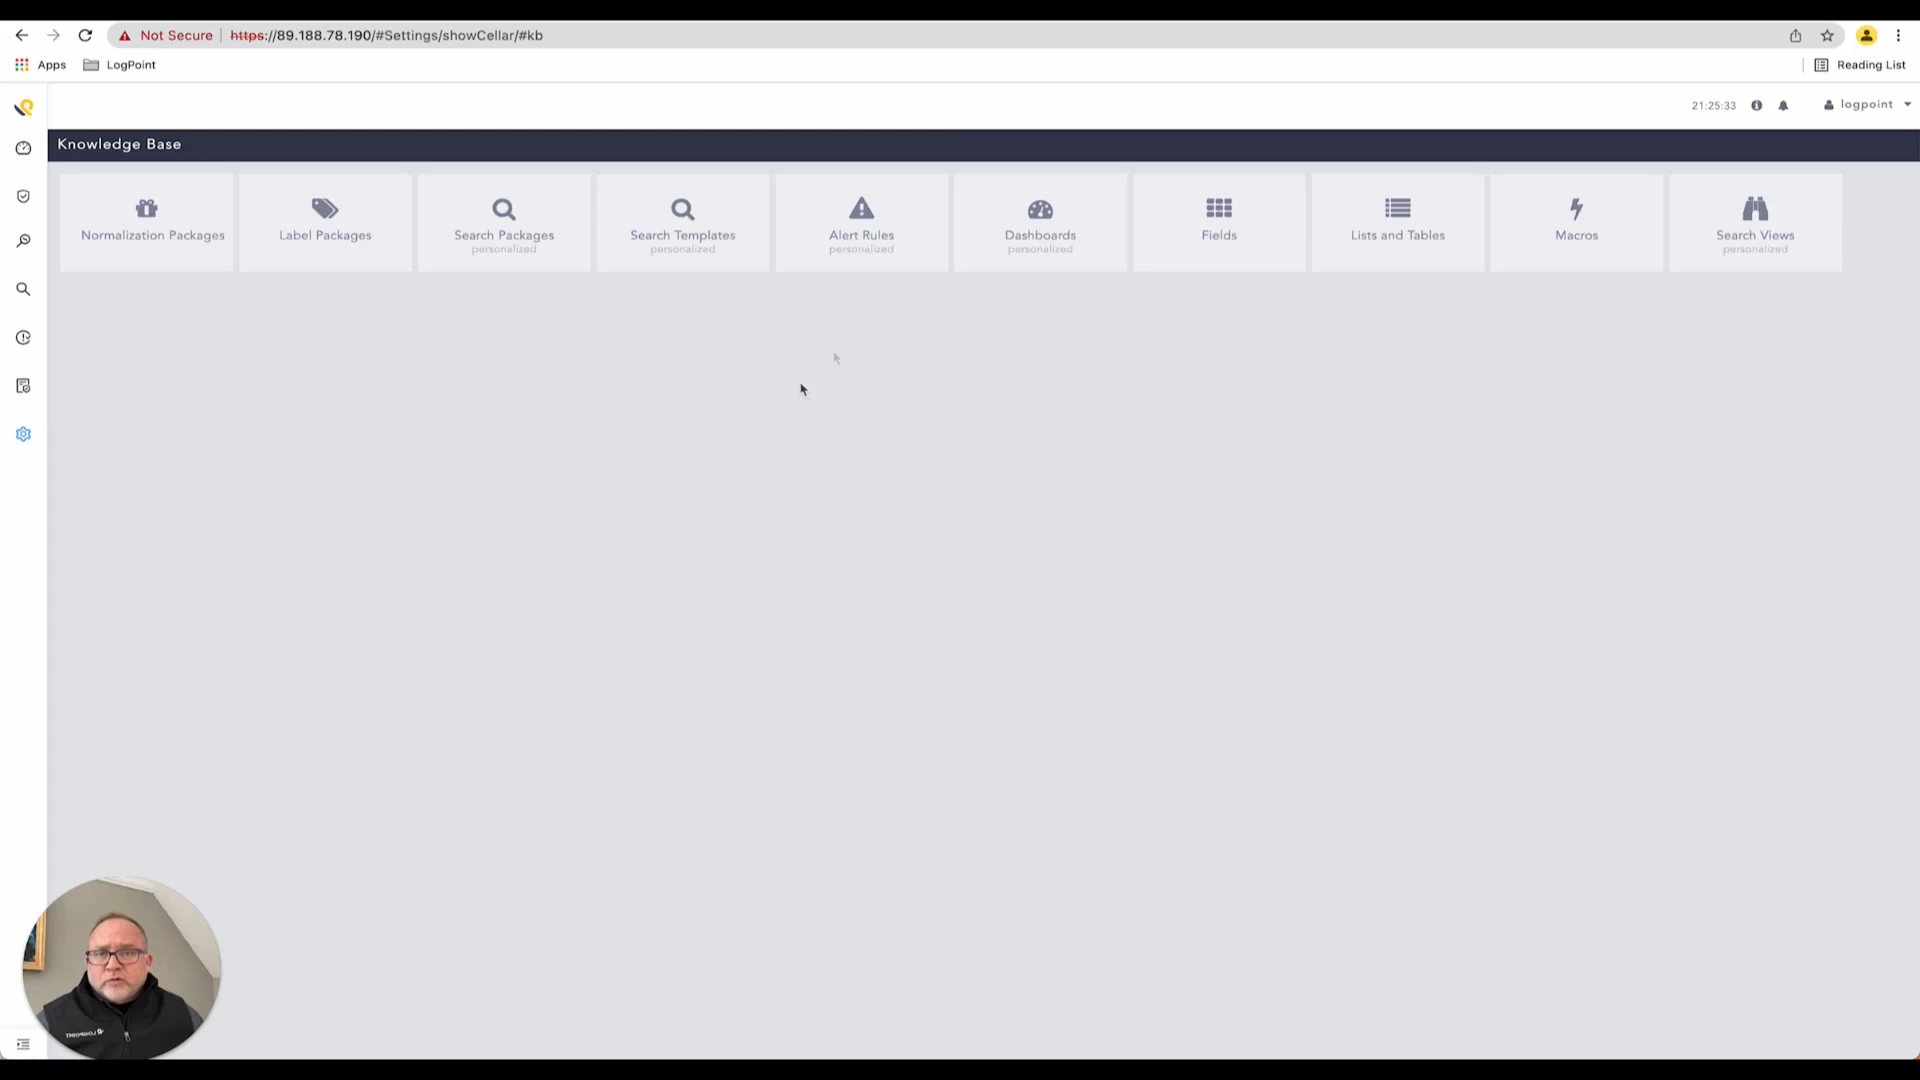 Not Secure | https://89.188.78.190/#Settings/showCellar/#kb
Apps LogPoint Reading List
21:25:33 logpoint
Knowledge Base
Normalization Packages
Label Packages
Search Packages
personalized
Search Templates
personalized
Alert Rules
personalized
Dashboards
personalized
Fields
Lists and Tables
Macros
Search Views
personalized
LOGPOINT